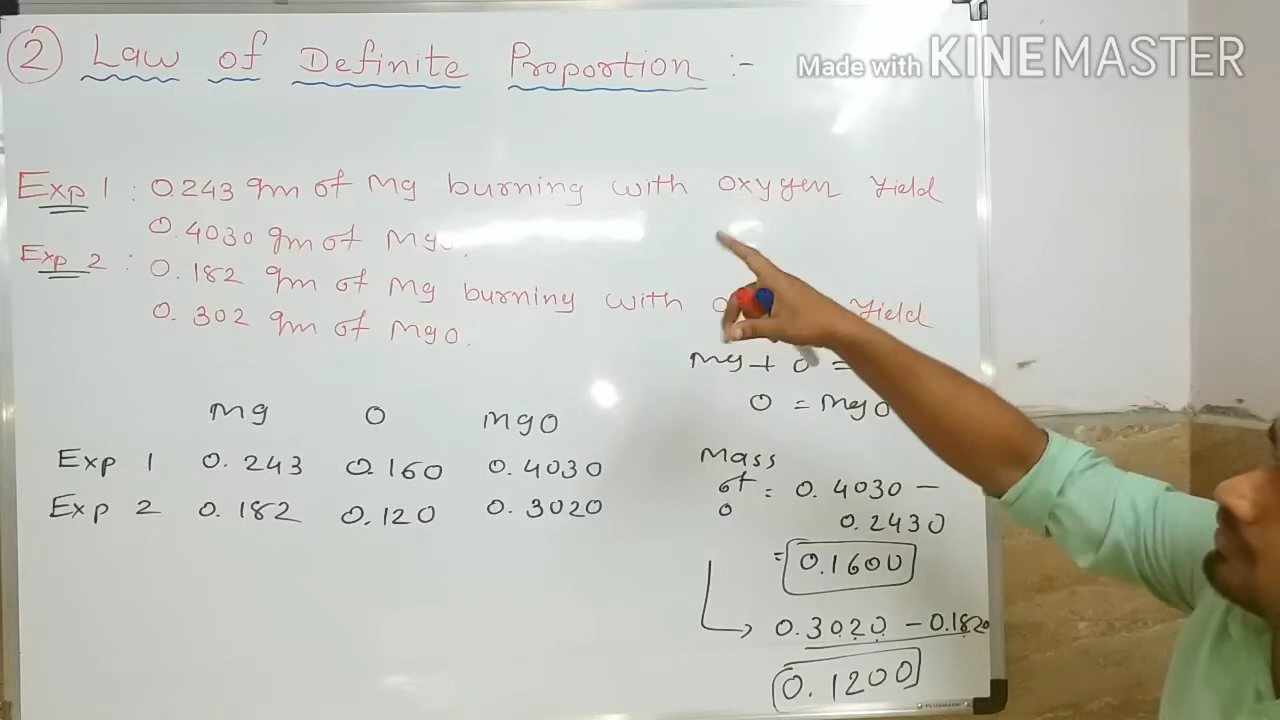 ② Law of Definite Proportion :-
Made with KINEMASTER
Exp 1 : 0.243 gm of Mg burning with oxygen Yield
0.4030 gm of MgO.
Exp 2 : 0.182 gm of Mg burning with Yield
0.302 gm of MgO.
Mg + O =
O = MgO
Mg O MgO
Exp 1 0.243 0.160 0.4030
Exp 2 0.182 0.120 0.3020
Mass
of = 0.4030 -
O 0.2430
= 0.1600
→ 0.3020 - 0.1820
0.1200